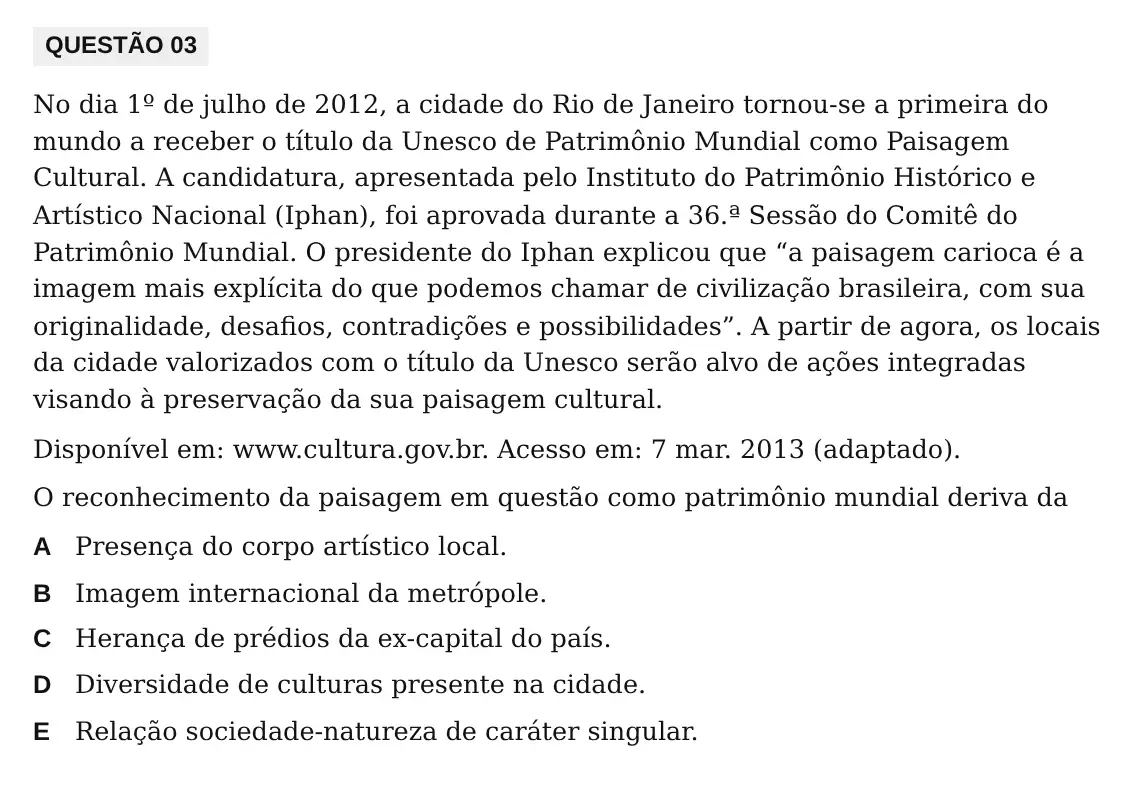 QUESTÃO 03
No dia 1º de julho de 2012, a cidade do Rio de Janeiro tornou-se a primeira do
mundo a receber o título da Unesco de Patrimônio Mundial como Paisagem
Cultural. A candidatura, apresentada pelo Instituto do Patrimônio Histórico e
Artístico Nacional (Iphan), foi aprovada durante a 36.ª Sessão do Comitê do
Patrimônio Mundial. O presidente do Iphan explicou que “a paisagem carioca é a
imagem mais explícita do que podemos chamar de civilização brasileira, com sua
originalidade, desafios, contradições e possibilidades”. A partir de agora, os locais
da cidade valorizados com o título da Unesco serão alvo de ações integradas
visando à preservação da sua paisagem cultural.
Disponível em: www.cultura.gov.br. Acesso em: 7 mar. 2013 (adaptado).
O reconhecimento da paisagem em questão como patrimônio mundial deriva da
A Presença do corpo artístico local.
B Imagem internacional da metrópole.
C Herança de prédios da ex-capital do país.
D Diversidade de culturas presente na cidade.
E Relação sociedade-natureza de caráter singular.